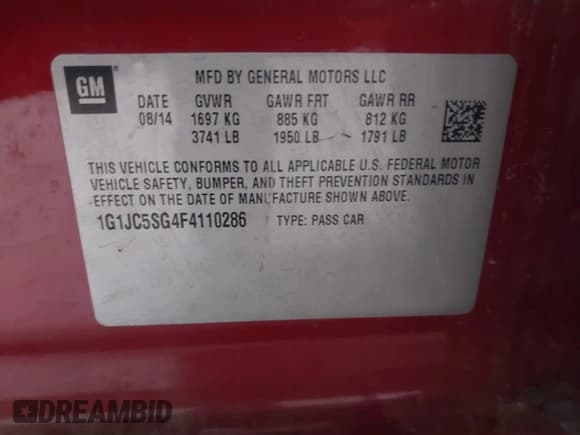 GM ® MFD BY GENERAL MOTORS LLC
DATE GVWR GAWR FRT GAWR RR
08/14 1697 KG 885 KG 812 KG
3741 LB 1950 LB 1791 LB
THIS VEHICLE CONFORMS TO ALL APPLICABLE U.S. FEDERAL MOTOR
VEHICLE SAFETY, BUMPER, AND THEFT PREVENTION STANDARDS IN
EFFECT ON THE DATE OF MANUFACTURE SHOWN ABOVE.
1G1JC5SG4F4110286 TYPE: PASS CAR
DREAMBID